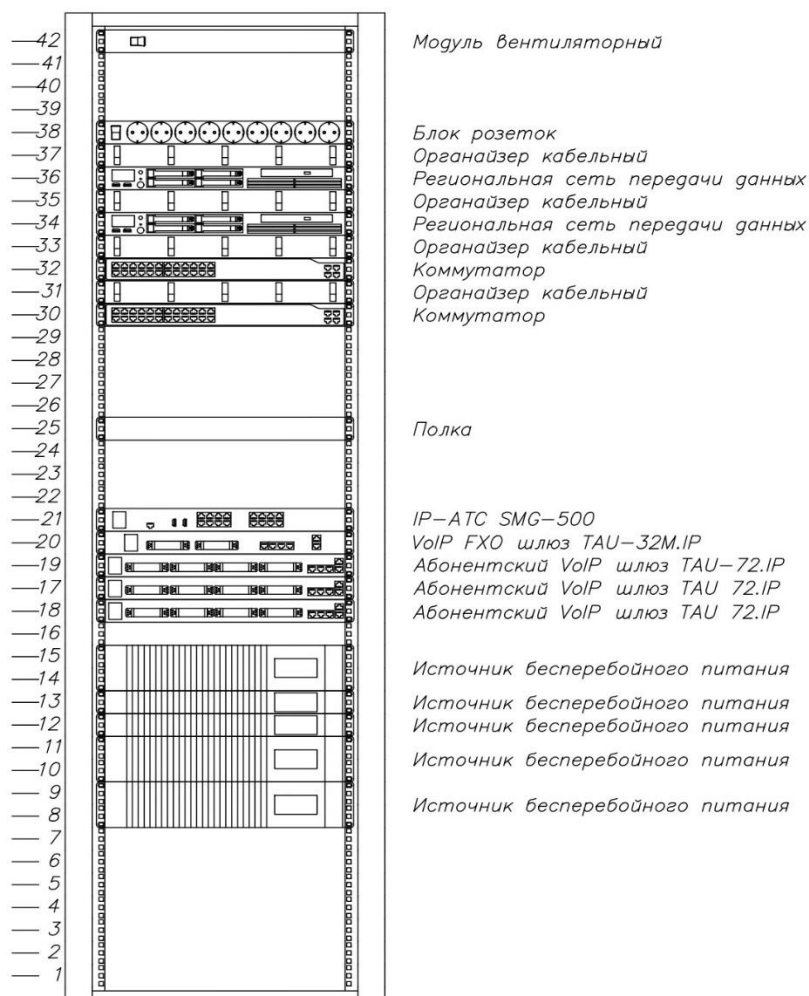 42 Модуль вентиляторный
41
40
39
38 Блок розеток
37 Органайзер кабельный
36 Региональная сеть передачи данных
35 Органайзер кабельный
34 Региональная сеть передачи данных
33 Органайзер кабельный
32 Коммутатор
31 Органайзер кабельный
30 Коммутатор
29
28
27
26
25 Полка
24
23
22
21 IP-АТС SMG-500
20 VoIP FXO шлюз TAU-32M.IP
19 Абонентский VoIP шлюз TAU-72.IP
17 Абонентский VoIP шлюз TAU 72.IP
18 Абонентский VoIP шлюз TAU 72.IP
16
15
Источник бесперебойного питания
14
13 Источник бесперебойного питания
12 Источник бесперебойного питания
11
Источник бесперебойного питания
10
9
Источник бесперебойного питания
8
7
6
5
4
3
2
1